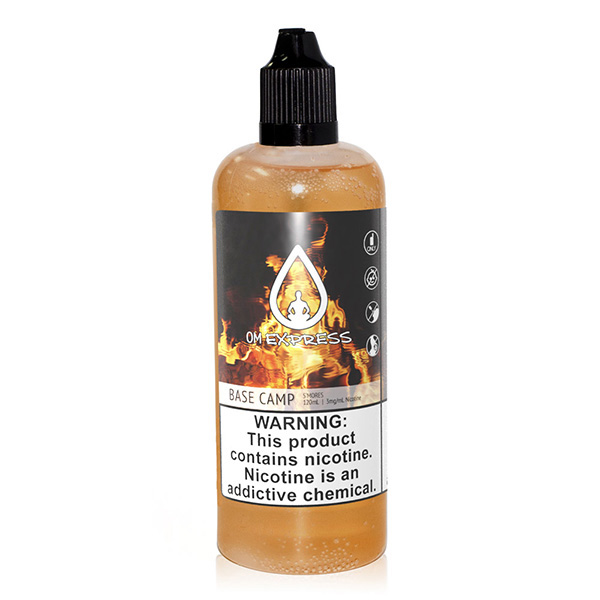 ONLY
OM EXPRESS
BASE CAMP
S'MORES
120mL | 3mg/mL Nicotine
WARNING:
This product
contains nicotine.
Nicotine is an
addictive chemical.